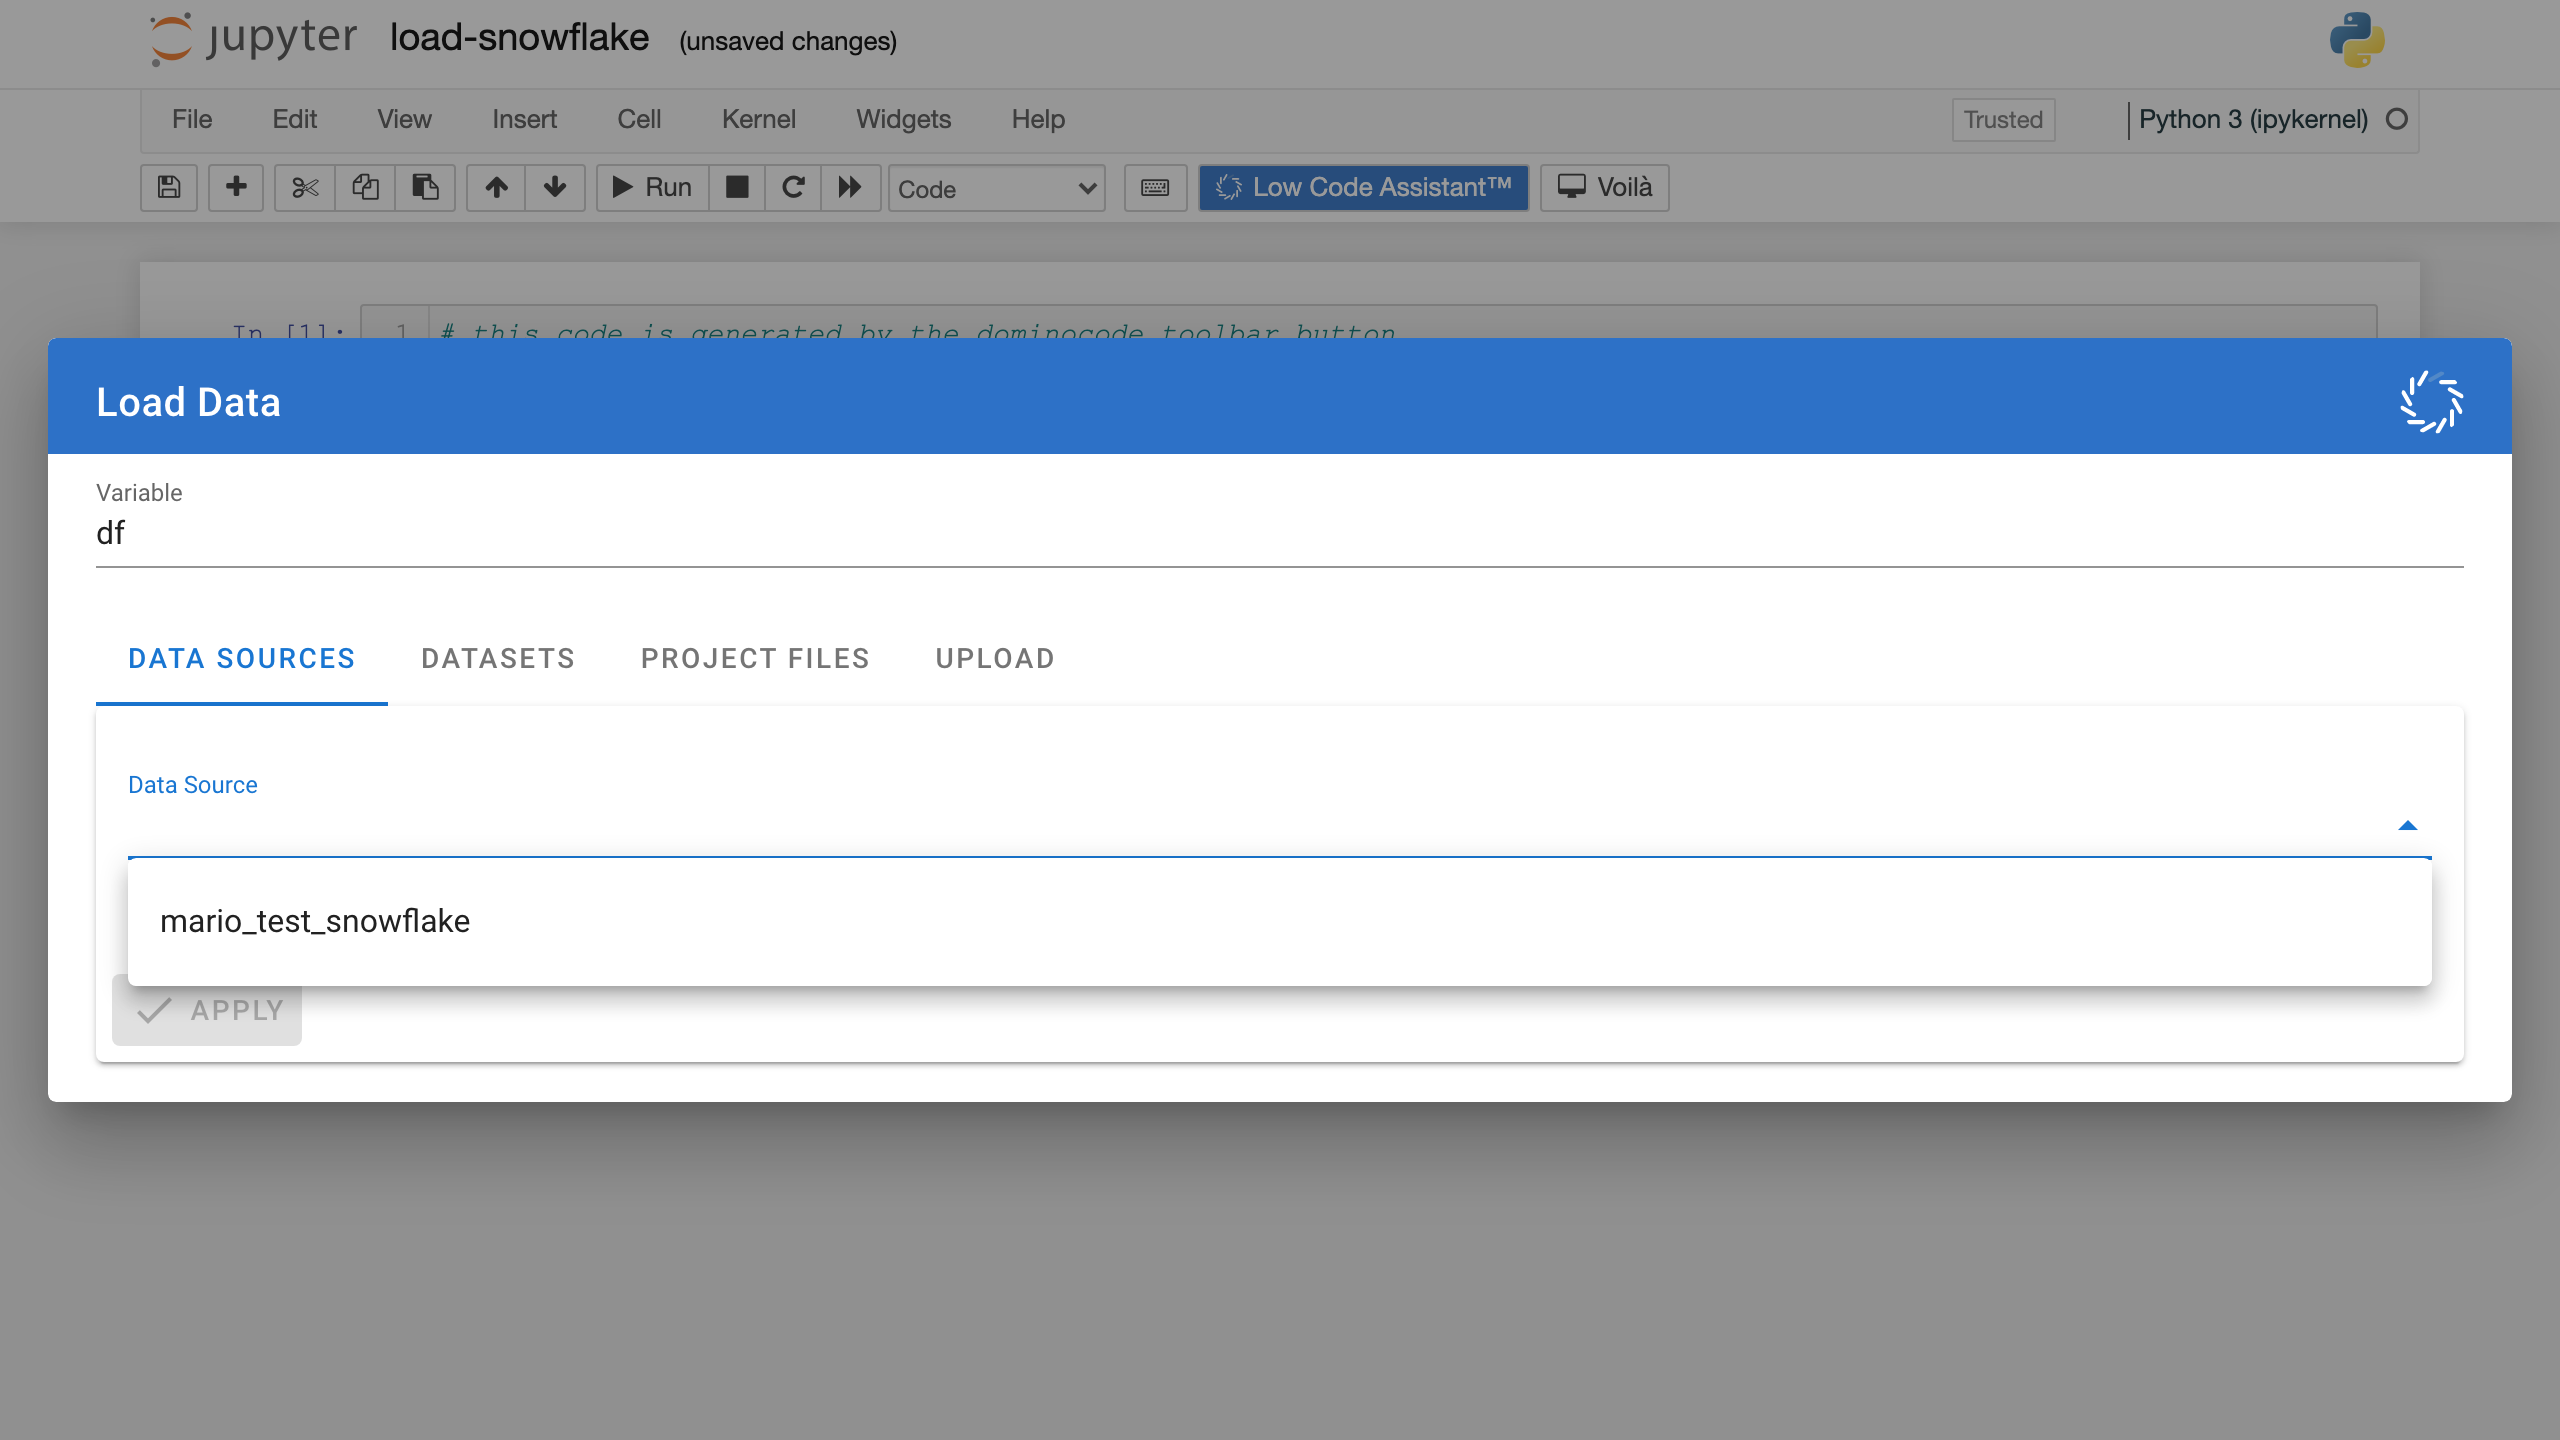 jupyter load-snowflake (unsaved changes)
File Edit View Insert Cell Kernel Widgets Help Trusted Python 3 (ipykernel)
Run Code Low Code Assistant™ Voilà
In [1]: 1 # this code is generated by the dominocode toolbar button
Load Data
Variable
df
DATA SOURCES DATASETS PROJECT FILES UPLOAD
Data Source
mario_test_snowflake
APPLY